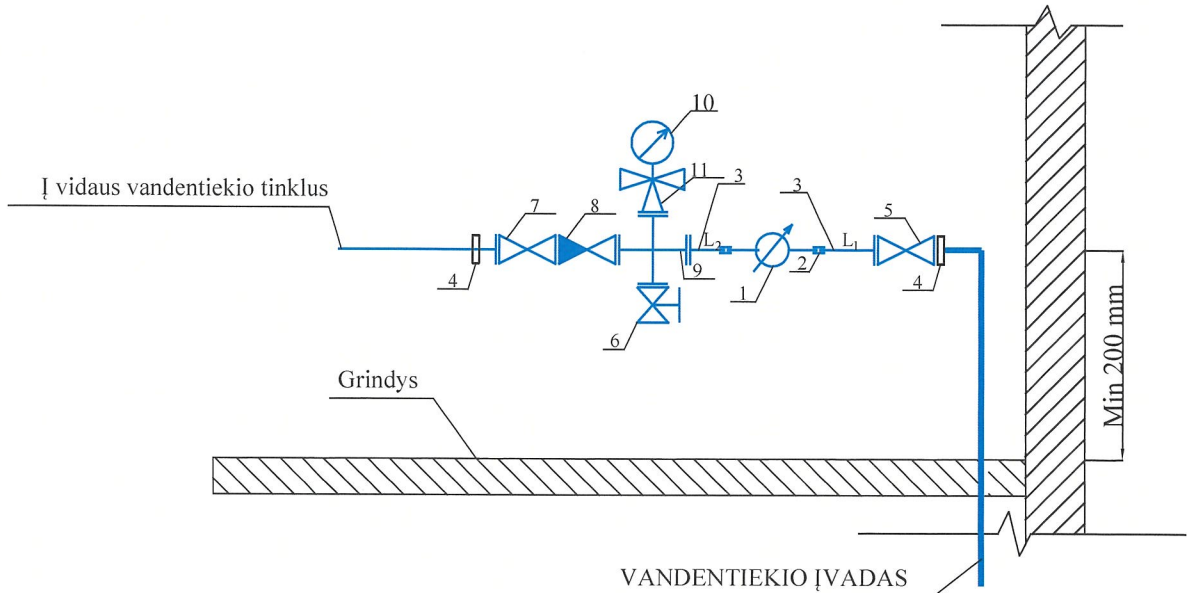 10
11
3
3
Į vidaus vandentiekio tinklus
7
8
5
L₂
L₁
4
9
2
4
1
6
Min 200 mm
Grindys
VANDENTIEKIO ĮVADAS